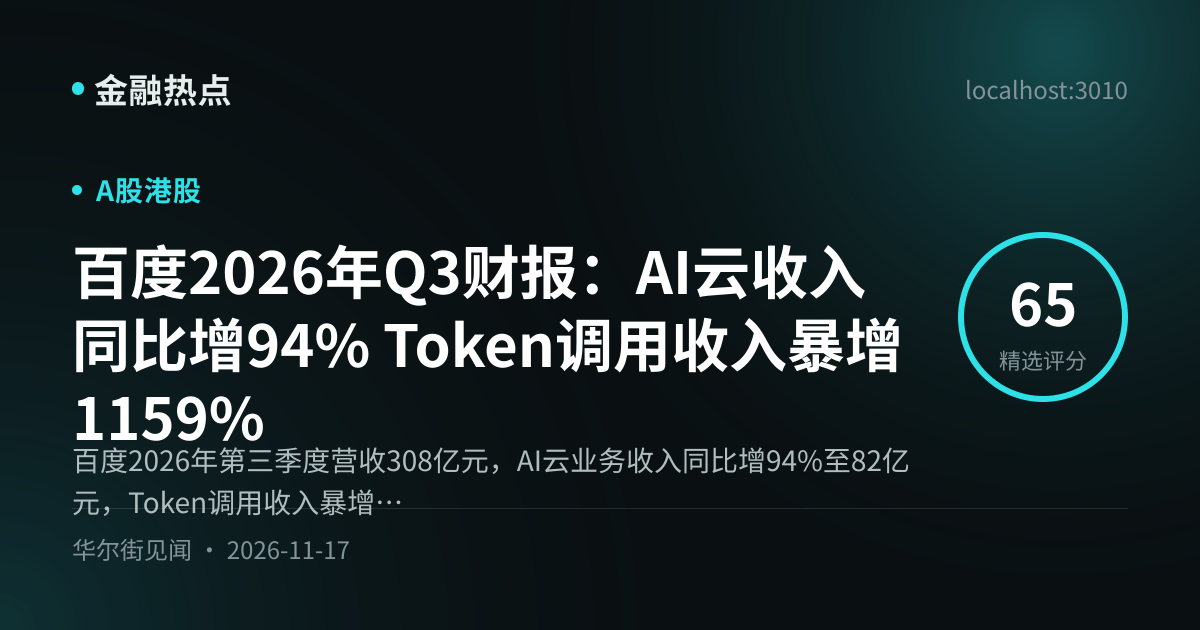 金融热点
localhost:3010
A股港股
百度2026年Q3财报：AI云收入
同比增94% Token调用收入暴增
1159%
65
精选评分
百度2026年第三季度营收308亿元，AI云业务收入同比增94%至82亿
元，Token调用收入暴增…
华尔街见闻 · 2026-11-17